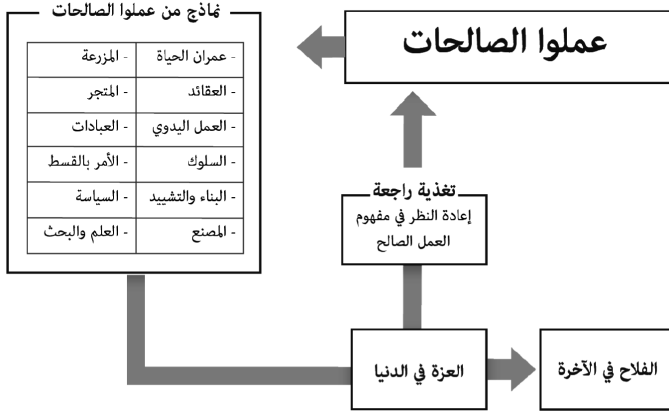 عملوا الصالحات
نماذج من عملوا الصالحات
- عمران الحياة - المزرعة
- العقائد - المتجر
- العمل اليدوي - العبادات
- السلوك - الأمر بالقسط
- البناء والتشييد - السياسة
- المصنع - العلم والبحث
تغذية راجعة
إعادة النظر في مفهوم
العمل الصالح
العزة في الدنيا
الفلاح في الآخرة